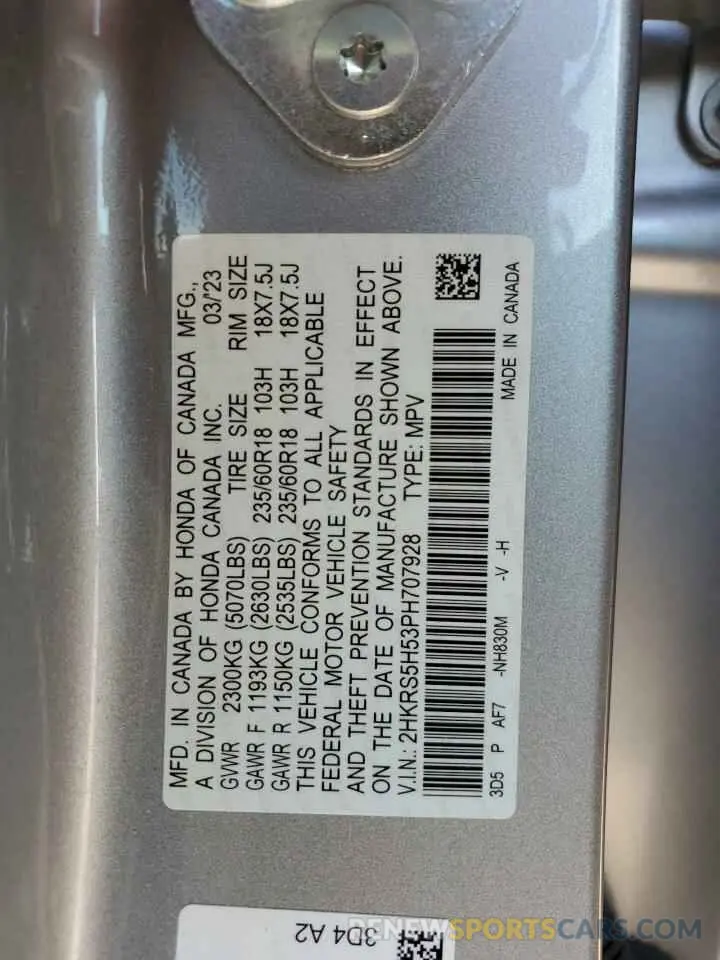 MFD. IN CANADA BY HONDA OF CANADA MFG.,
A DIVISION OF HONDA CANADA INC. 03/'23
GVWR 2300KG (5070LBS) TIRE SIZE RIM SIZE
GAWR F 1193KG (2630LBS) 235/60R18 103H 18X7.5J
GAWR R 1150KG (2535LBS) 235/60R18 103H 18X7.5J
THIS VEHICLE CONFORMS TO ALL APPLICABLE
FEDERAL MOTOR VEHICLE SAFETY
AND THEFT PREVENTION STANDARDS IN EFFECT
ON THE DATE OF MANUFACTURE SHOWN ABOVE.
V.I.N.: 2HKRS5H53PH707928 TYPE: MPV
3D5 P AF7 -NH830M -V -H MADE IN CANADA
3D4 A2
RENEWSPORTSCARS.COM